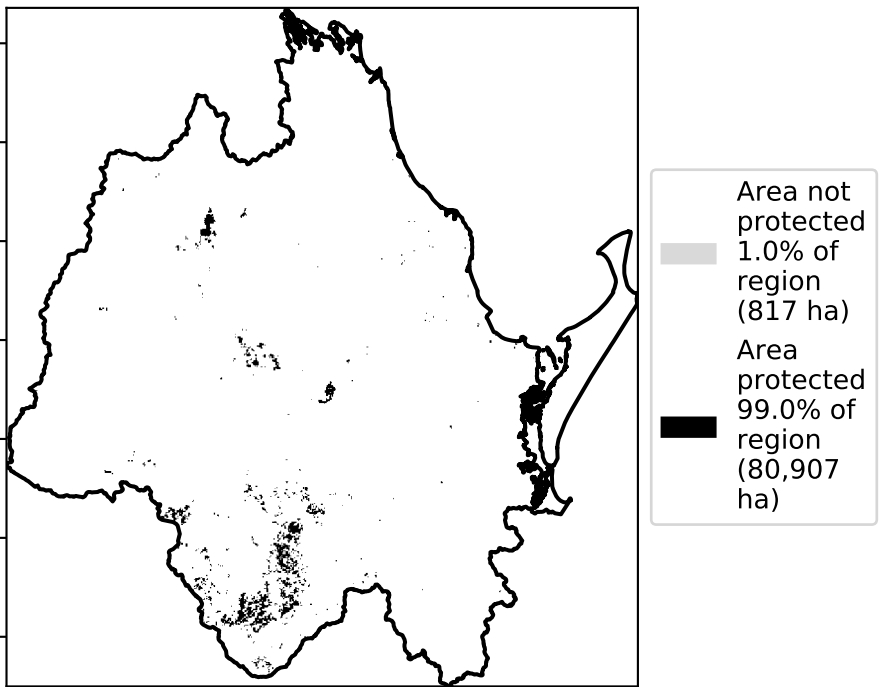 Area not
protected
1.0% of
region
(817 ha)
Area
protected
99.0% of
region
(80,907
ha)